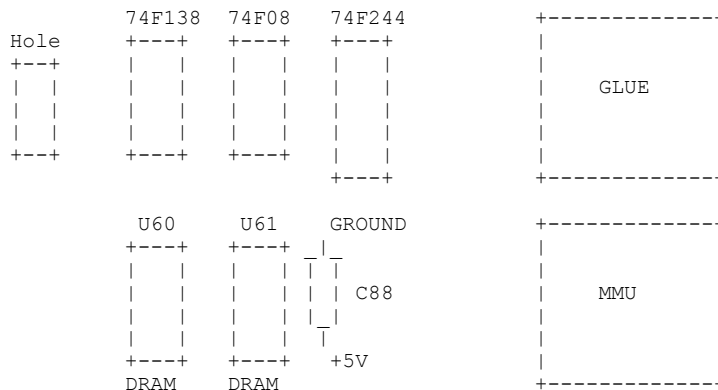 74F138 74F08 74F244
Hole
GLUE
U60 U61 GROUND
C88 MMU
+5V
DRAM DRAM